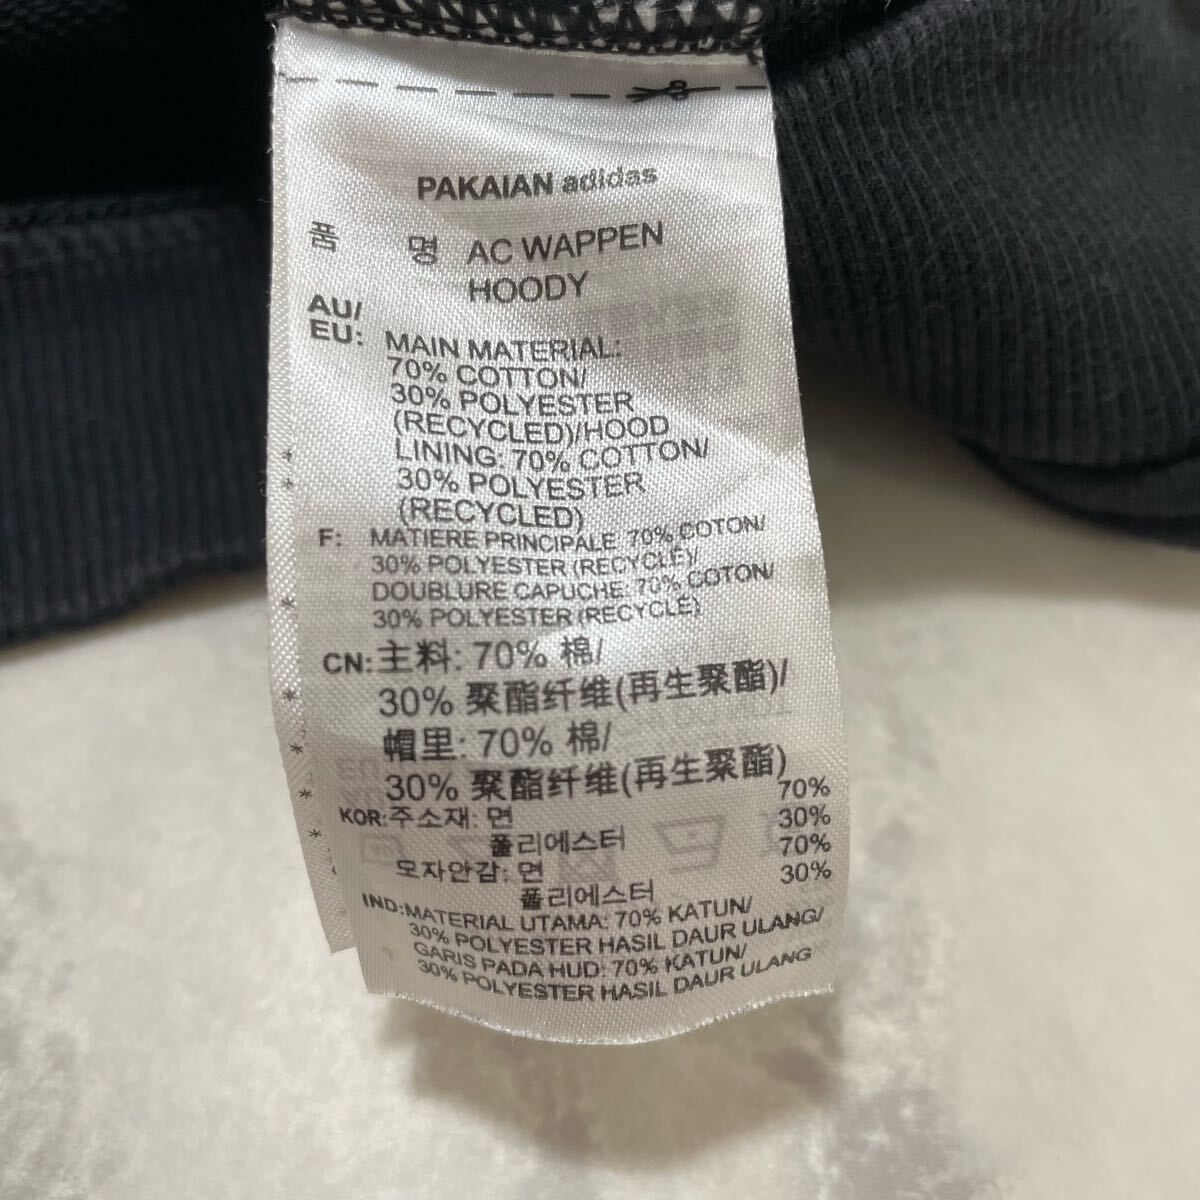 PAKAIAN adidas
품 명 AC WAPPEN
HOODY
AU/
EU: MAIN MATERIAL:
70% COTTON/
30% POLYESTER
(RECYCLED)/HOOD
LINING: 70% COTTON/
30% POLYESTER
(RECYCLED)
F: MATIERE PRINCIPALE 70% COTON/
30% POLYESTER (RECYCLÉ)/
DOUBLURE CAPUCHE: 70% COTON/
30% POLYESTER (RECYCLÉ)
CN: 主料: 70% 棉/
30% 聚酯纤维(再生聚酯)/
帽里: 70% 棉/
30% 聚酯纤维(再生聚酯)
KOR: 주소재: 면 70%
폴리에스터 30%
모자안감: 면 70%
폴리에스터 30%
IND: MATERIAL UTAMA: 70% KATUN/
30% POLYESTER HASIL DAUR ULANG/
GARIS PADA HUD: 70% KATUN/
30% POLYESTER HASIL DAUR ULANG